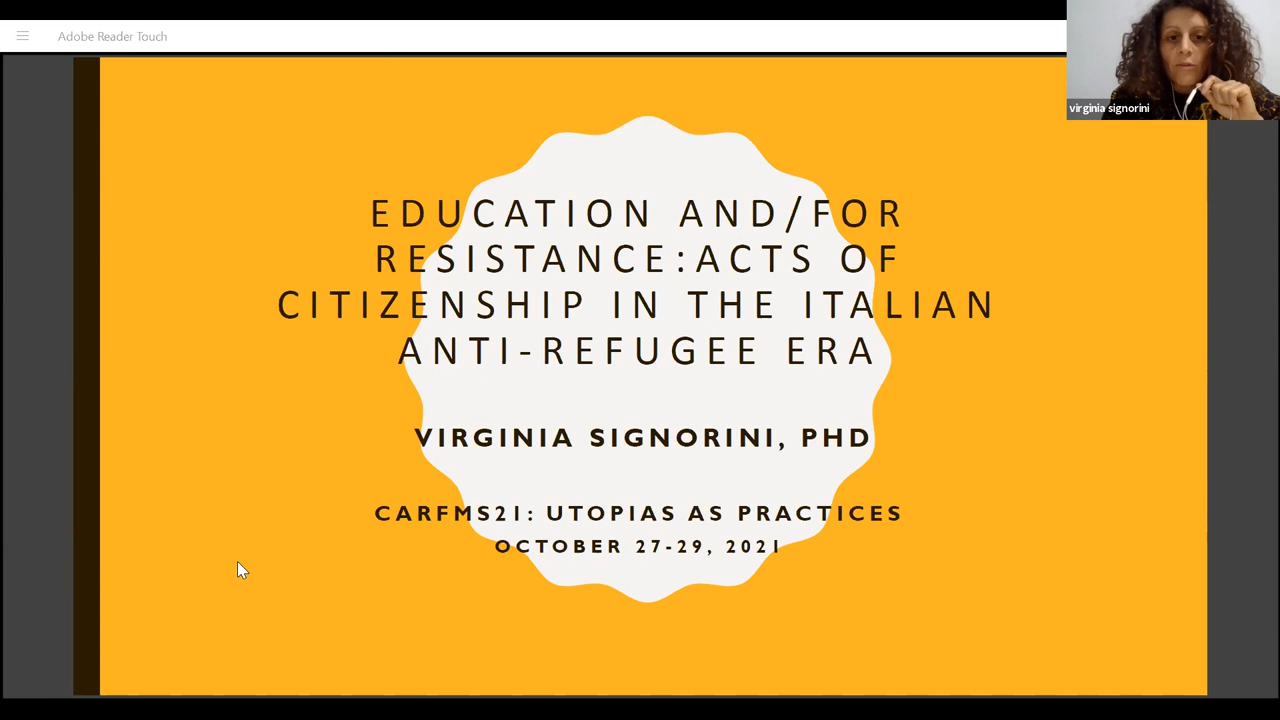 Adobe Reader Touch
virginia signorini
EDUCATION AND/FOR
RESISTANCE:ACTS OF
CITIZENSHIP IN THE ITALIAN
ANTI-REFUGEE ERA
VIRGINIA SIGNORINI, PHD
CARFMS21: UTOPIAS AS PRACTICES
OCTOBER 27-29, 2021